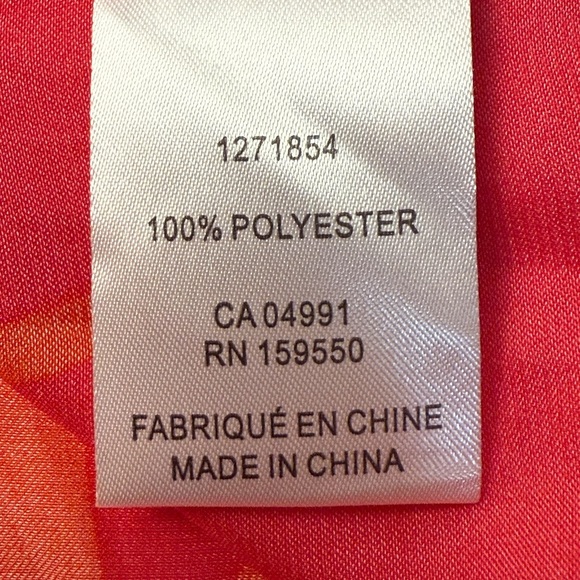 1271854
100% POLYESTER
CA 04991
RN 159550
FABRIQUÉ EN CHINE
MADE IN CHINA